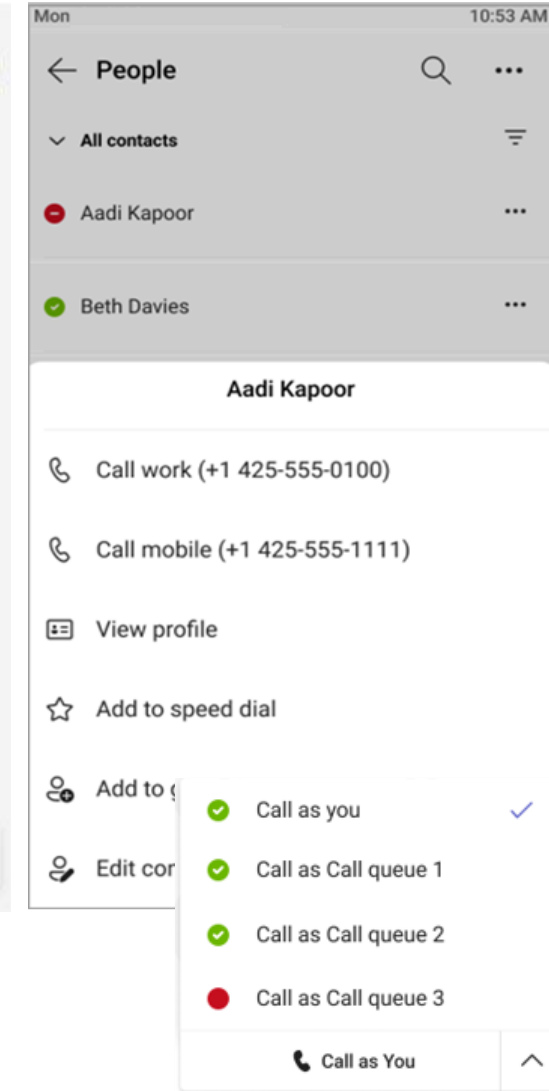 Mon 10:53 AM
People
All contacts
Aadi Kapoor
Beth Davies
Aadi Kapoor
Call work (+1 425-555-0100)
Call mobile (+1 425-555-1111)
View profile
Add to speed dial
Add to
Edit
Call as you
Call as Call queue 1
Call as Call queue 2
Call as Call queue 3
Call as You